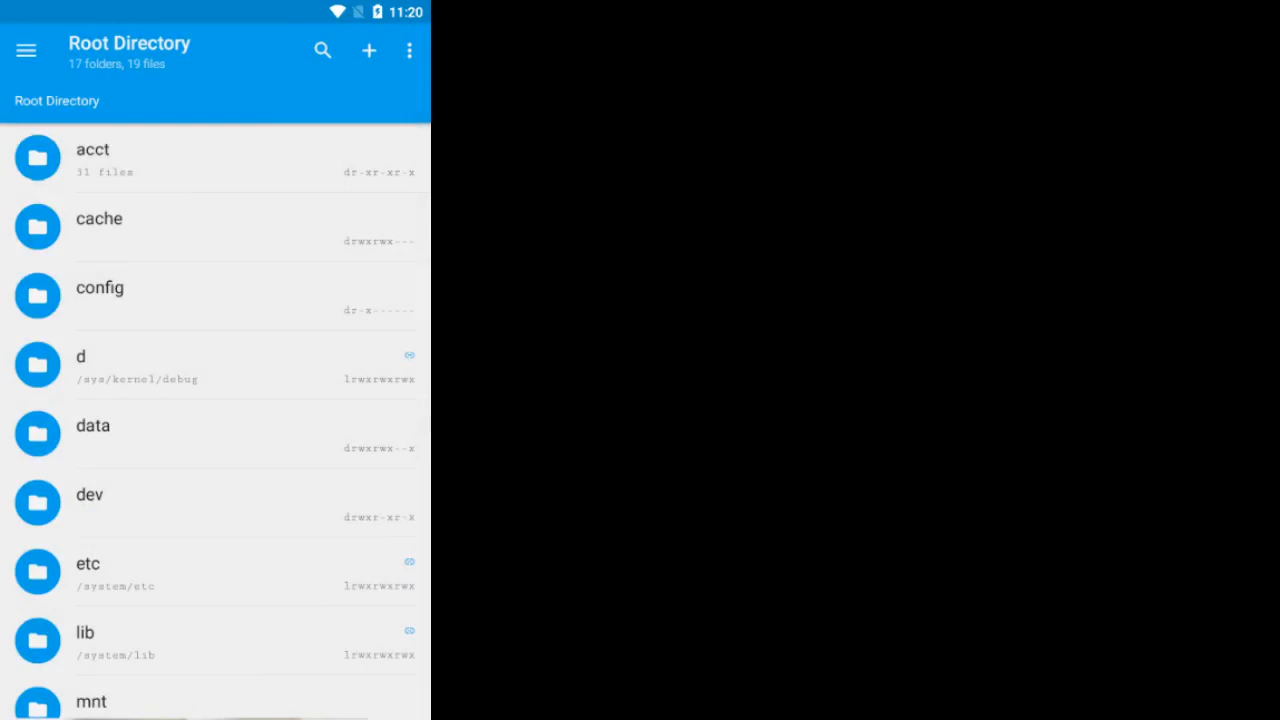 11:20
Root Directory
17 folders, 19 files
Root Directory
acct
31 files
dr-xr-xr-x
cache
drwxrwx---
config
dr-x------
d
/sys/kernel/debug
lrwxrwxrwx
data
drwxrwx--x
dev
drwxr-xr-x
etc
/system/etc
lrwxrwxrwx
lib
/system/lib
lrwxrwxrwx
mnt